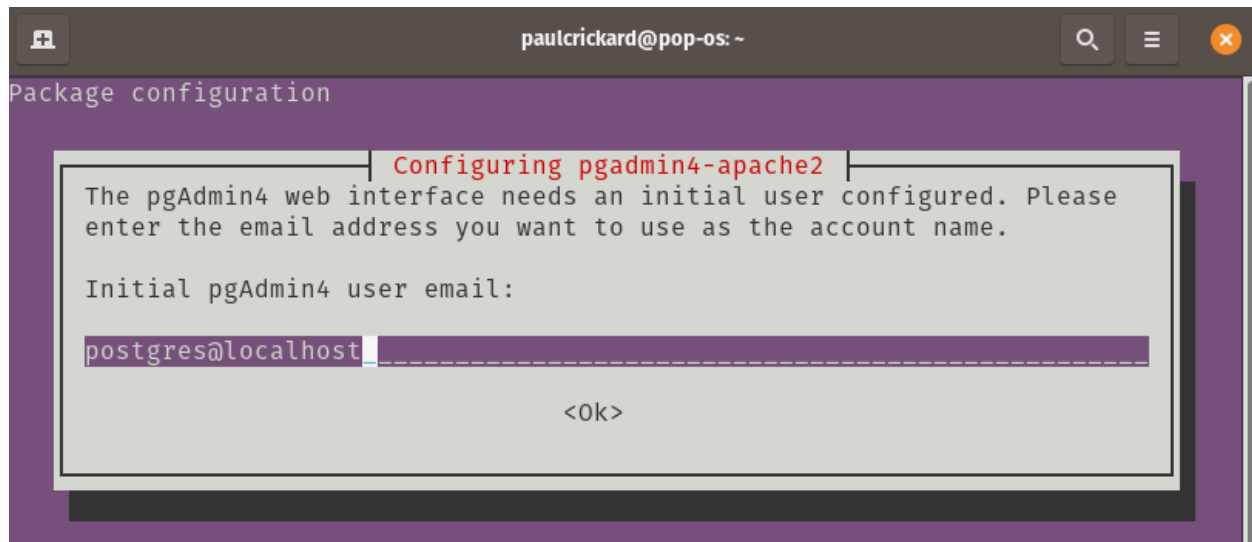 paulcrickard@pop-os: ~
Package configuration
Configuring pgadmin4-apache2
The pgAdmin4 web interface needs an initial user configured. Please
enter the email address you want to use as the account name.
Initial pgAdmin4 user email:
postgres@localhost
<Ok>